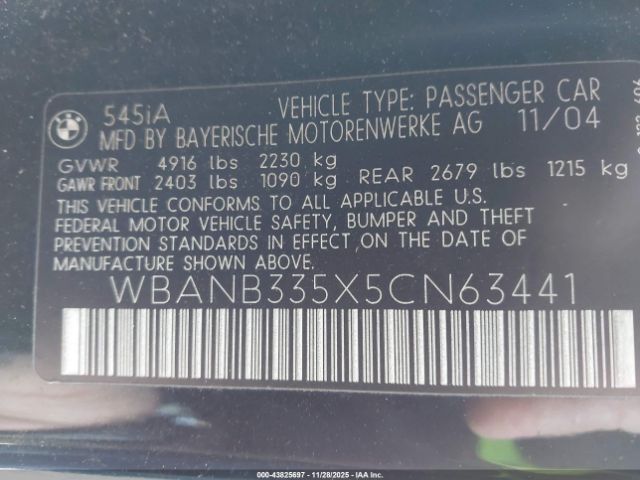 545iA VEHICLE TYPE: PASSENGER CAR
MFD BY BAYERISCHE MOTORENWERKE AG 11/04
GVWR 4916 lbs 2230 kg
GAWR FRONT 2403 lbs 1090 kg REAR 2679 lbs 1215 kg
THIS VEHICLE CONFORMS TO ALL APPLICABLE U.S.
FEDERAL MOTOR VEHICLE SAFETY, BUMPER AND THEFT
PREVENTION STANDARDS IN EFFECT ,ON THE DATE OF
MANUFACTURE SHOWN ABOVE.
WBANB335X5CN63441
000-43825697 - 11/28/2025 - IAAI.COM